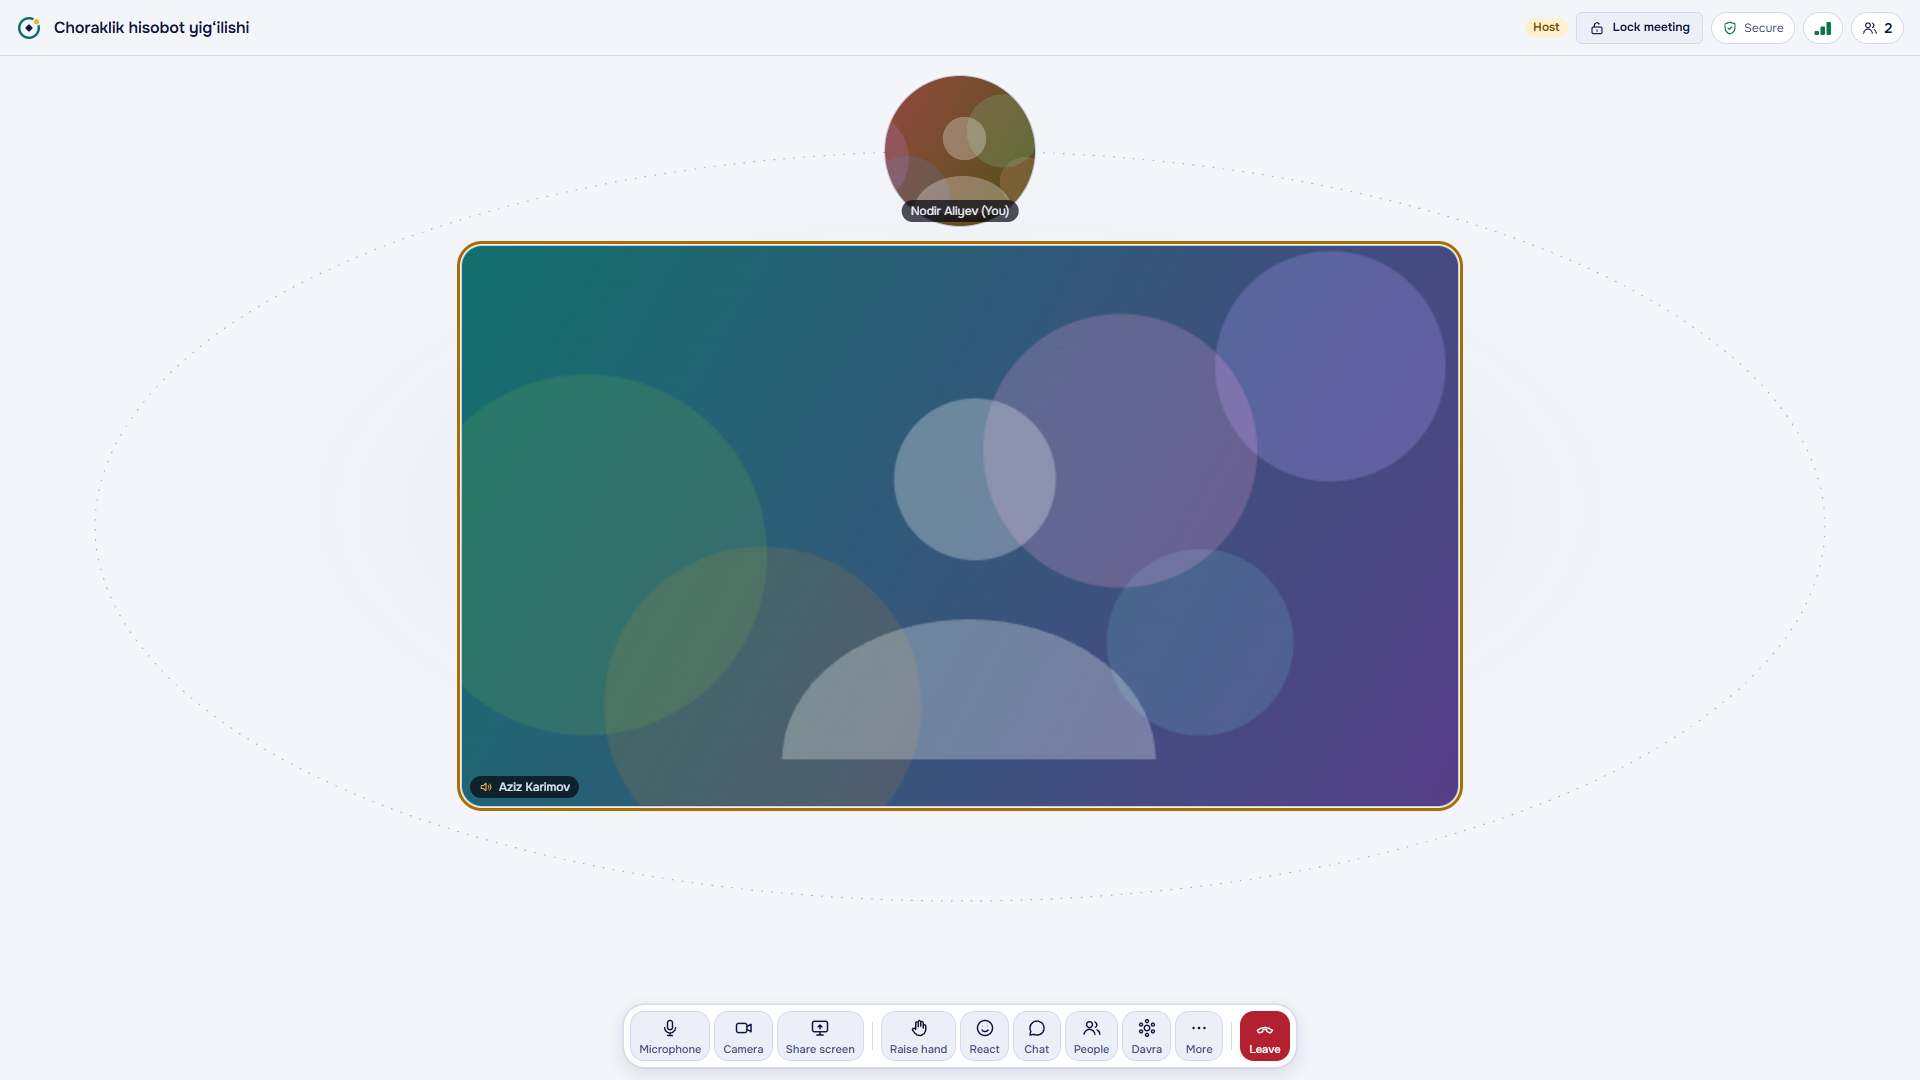 Choraklik hisobot yig‘ilishi
Host
Lock meeting
Secure
2
Nodir Aliyev (You)
Aziz Karimov
Microphone
Camera
Share screen
Raise hand
React
Chat
People
Davra
More
Leave